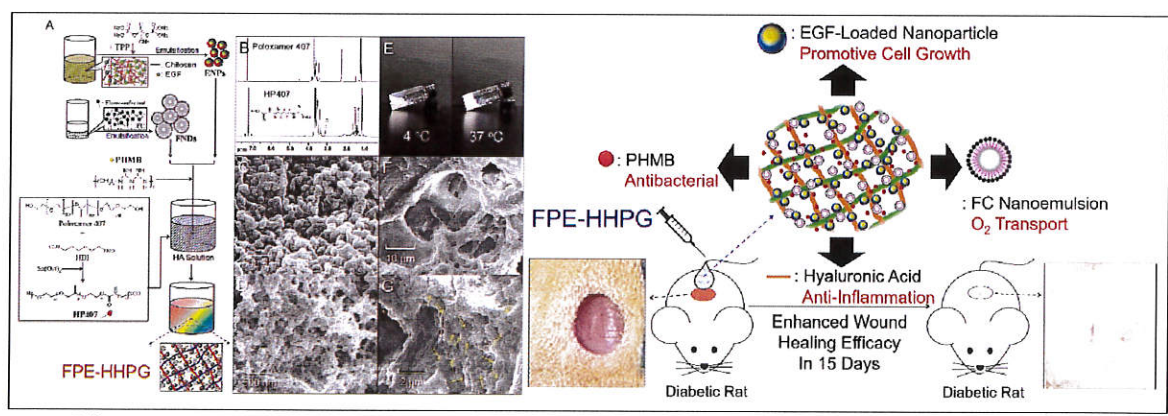 A
TPP
Emulsification
ENPs
: Chitosan
: EGF
Emulsification
FNDs
PHMB
Poloxamer 407
+
HDI
HP407
HA Solution
FPE-HHPG
B
Poloxamer 407
HP407
E
4 °C
37 °C
10 μm
G
2 μm
: EGF-Loaded Nanoparticle
Promotive Cell Growth
: PHMB
Antibacterial
: FC Nanoemulsion
O₂ Transport
: Hyaluronic Acid
Anti-Inflammation
FPE-HHPG
Enhanced Wound
Healing Efficacy
In 15 Days
Diabetic Rat
Diabetic Rat